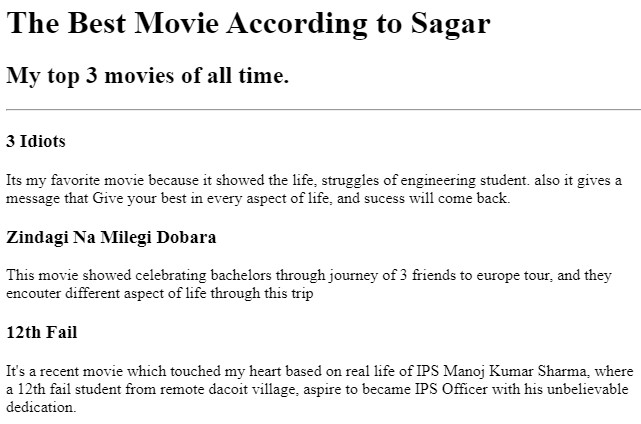 The Best Movie According to Sagar
My top 3 movies of all time.
3 Idiots
Its my favorite movie because it showed the life, struggles of engineering student. also it gives a
message that Give your best in every aspect of life, and sucess will come back.
Zindagi Na Milegi Dobara
This movie showed celebrating bachelors through journey of 3 friends to europe tour, and they
encouter different aspect of life through this trip
12th Fail
It's a recent movie which touched my heart based on real life of IPS Manoj Kumar Sharma, where
a 12th fail student from remote dacoit village, aspire to became IPS Officer with his unbelievable
dedication.